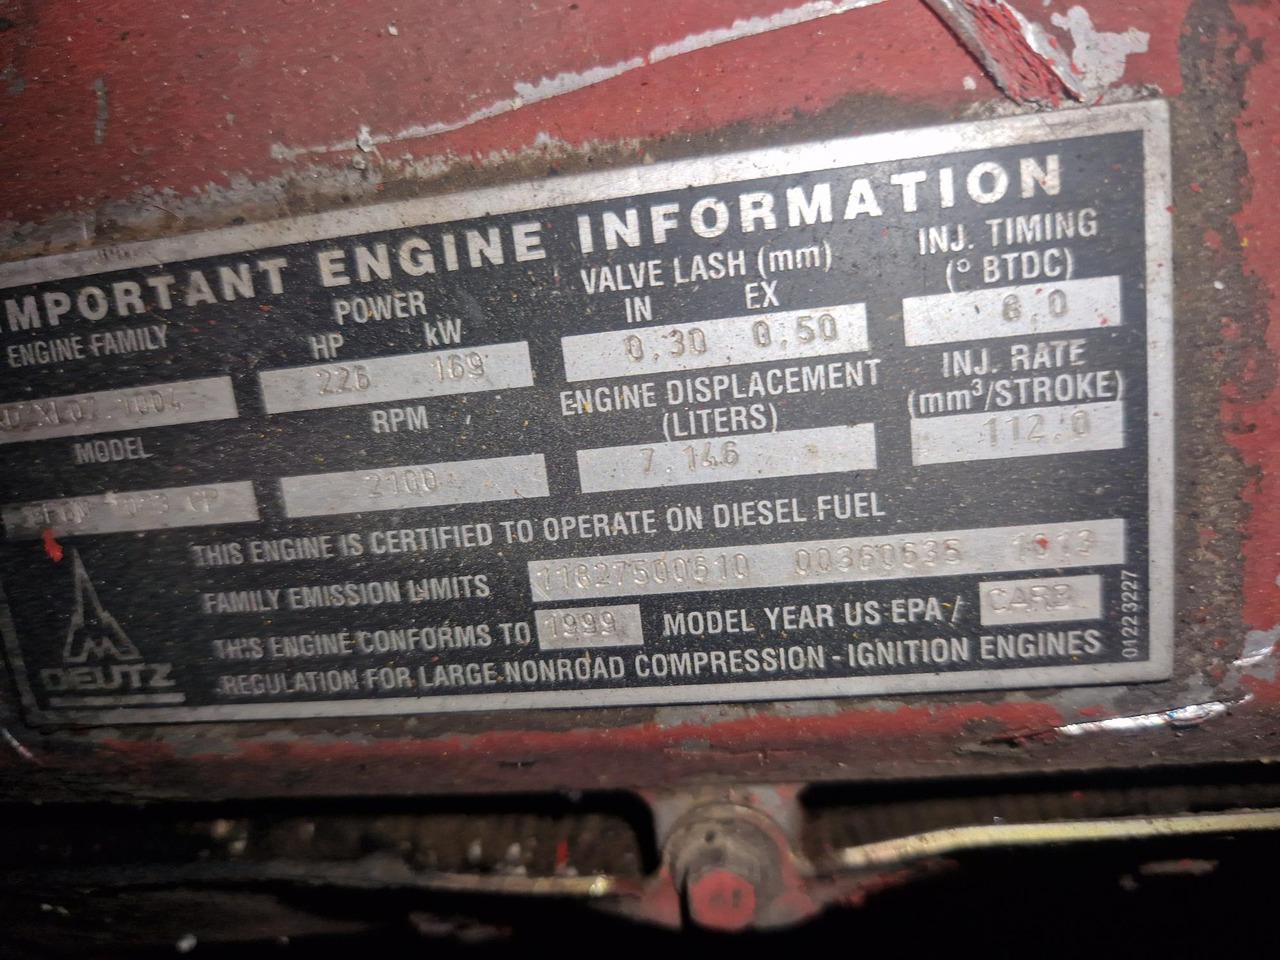 IMPORTANT ENGINE INFORMATION
ENGINE FAMILY
POWER
HP kW
226 169
VALVE LASH (mm)
IN EX
0,30 0,50
INJ. TIMING
(° BTDC)
MODEL
RPM
2100
ENGINE DISPLACEMENT
(LITERS)
7.146
INJ. RATE
(mm³/STROKE)
112.0
THIS ENGINE IS CERTIFIED TO OPERATE ON DIESEL FUEL
FAMILY EMISSION LIMITS
THIS ENGINE CONFORMS TO 1999 MODEL YEAR US EPA/ CARB
REGULATION FOR LARGE NONROAD COMPRESSION-IGNITION ENGINES
DEUTZ
01223227